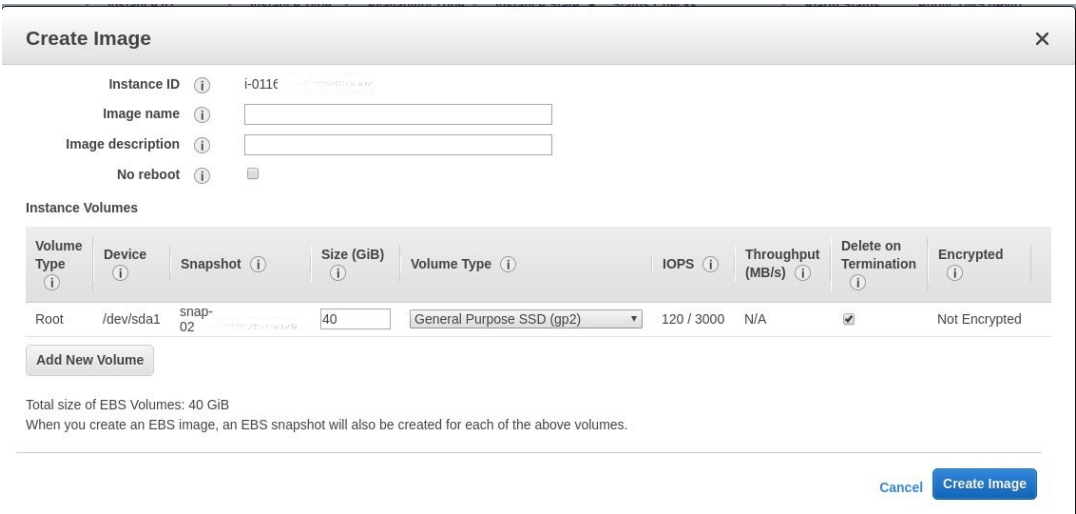 Create Image
Instance ID
i-0116
Image name
Image description
No reboot
Instance Volumes
Volume Type Device Snapshot Size (GiB) Volume Type IOPS Throughput (MB/s) Delete on Termination Encrypted
Root /dev/sda1 snap-02 40 General Purpose SSD (gp2) 120 / 3000 N/A Not Encrypted
Add New Volume
Total size of EBS Volumes: 40 GiB
When you create an EBS image, an EBS snapshot will also be created for each of the above volumes.
Cancel Create Image